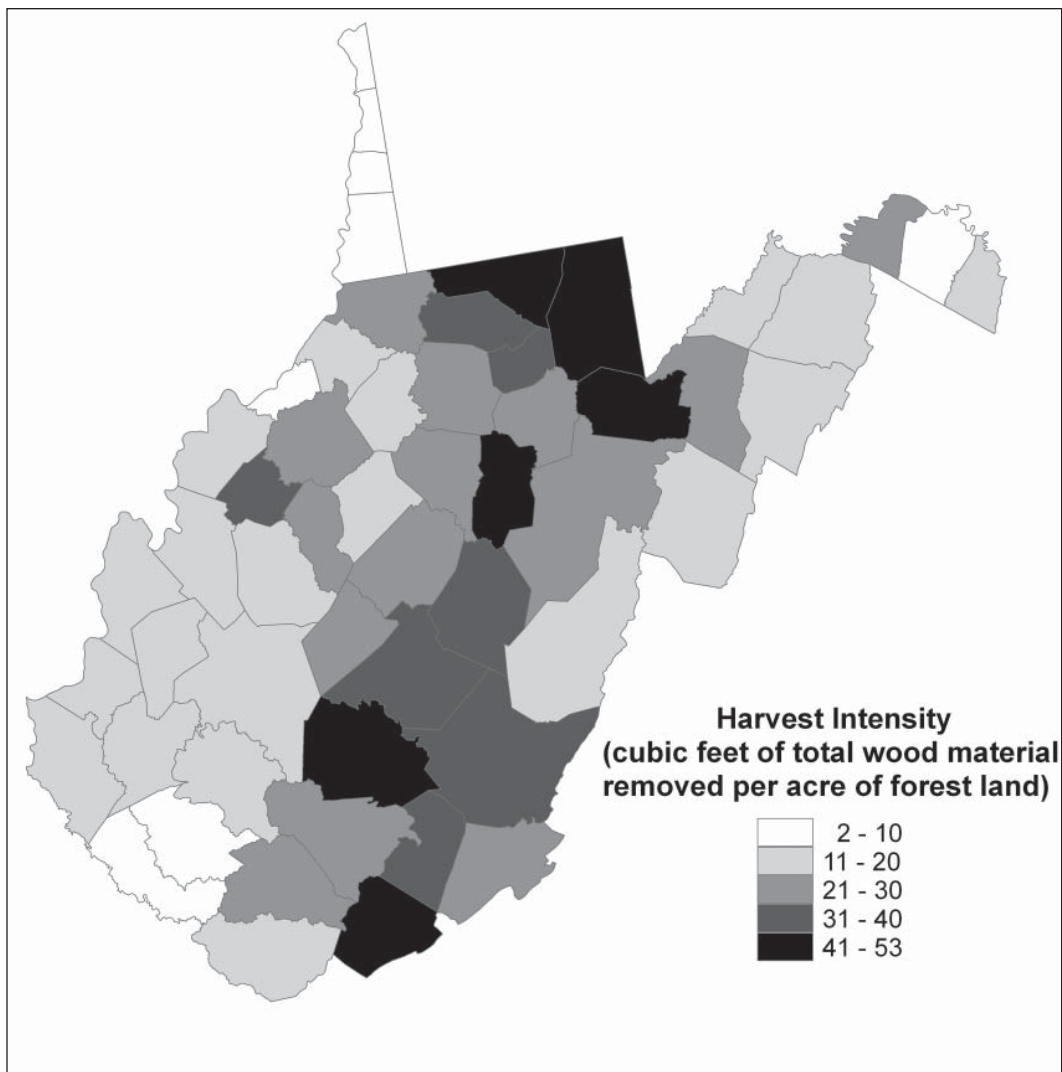 Harvest Intensity
(cubic feet of total wood material
removed per acre of forest land)
2 - 10
11 - 20
21 - 30
31 - 40
41 - 53